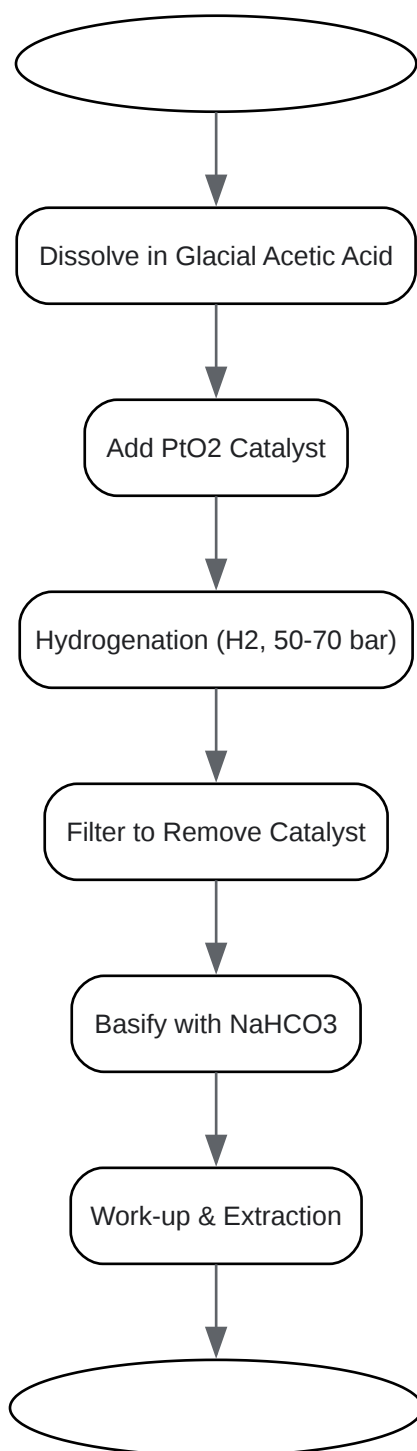 Dissolve in Glacial Acetic Acid
Add PtO2 Catalyst
Hydrogenation (H2, 50-70 bar)
Filter to Remove Catalyst
Basify with NaHCO3
Work-up & Extraction